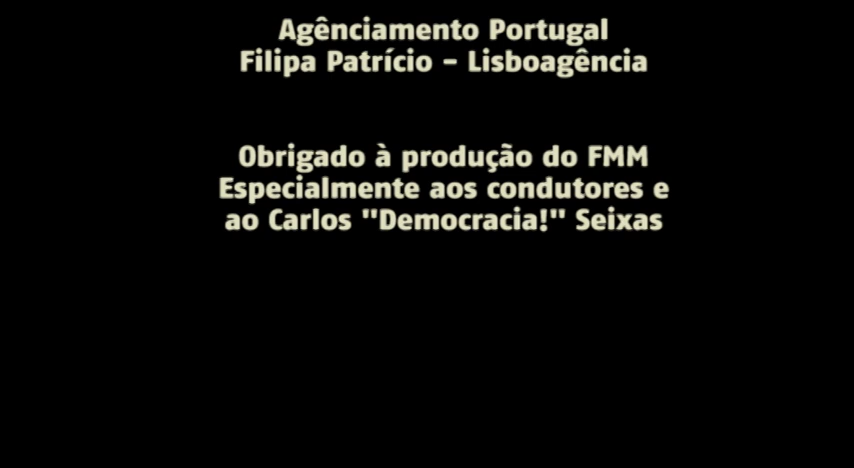 Agênciamento Portugal
Filipa Patrício - Lisboagência
Obrigado à produção do FMM
Especialmente aos condutores e
ao Carlos "Democracia!" Seixas